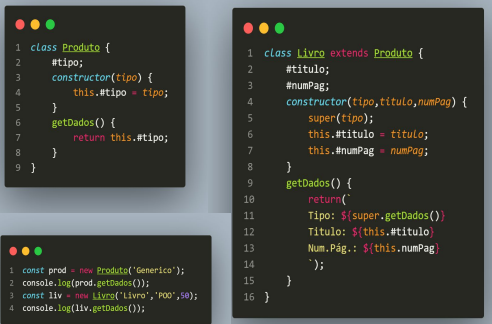 1 class Produto {
2 #tipo;
3 constructor(tipo) {
4 this.#tipo = tipo;
5 }
6 getDados() {
7 return this.#tipo;
8 }
9 }
1 const prod = new Produto('Generico');
2 console.log(prod.getDados());
3 const liv = new Livro('Livro','POO',50);
4 console.log(liv.getDados());
1 class Livro extends Produto {
2 #titulo;
3 #numPag;
4 constructor(tipo,titulo,numPag) {
5 super(tipo);
6 this.#titulo = titulo;
7 this.#numPag = numPag;
8 }
9 getDados() {
10 return(`
11 Tipo: ${super.getDados()}
12 Titulo: ${this.#titulo}
13 Num.Pág.: ${this.numPag}
14 `);
15 }
16 }